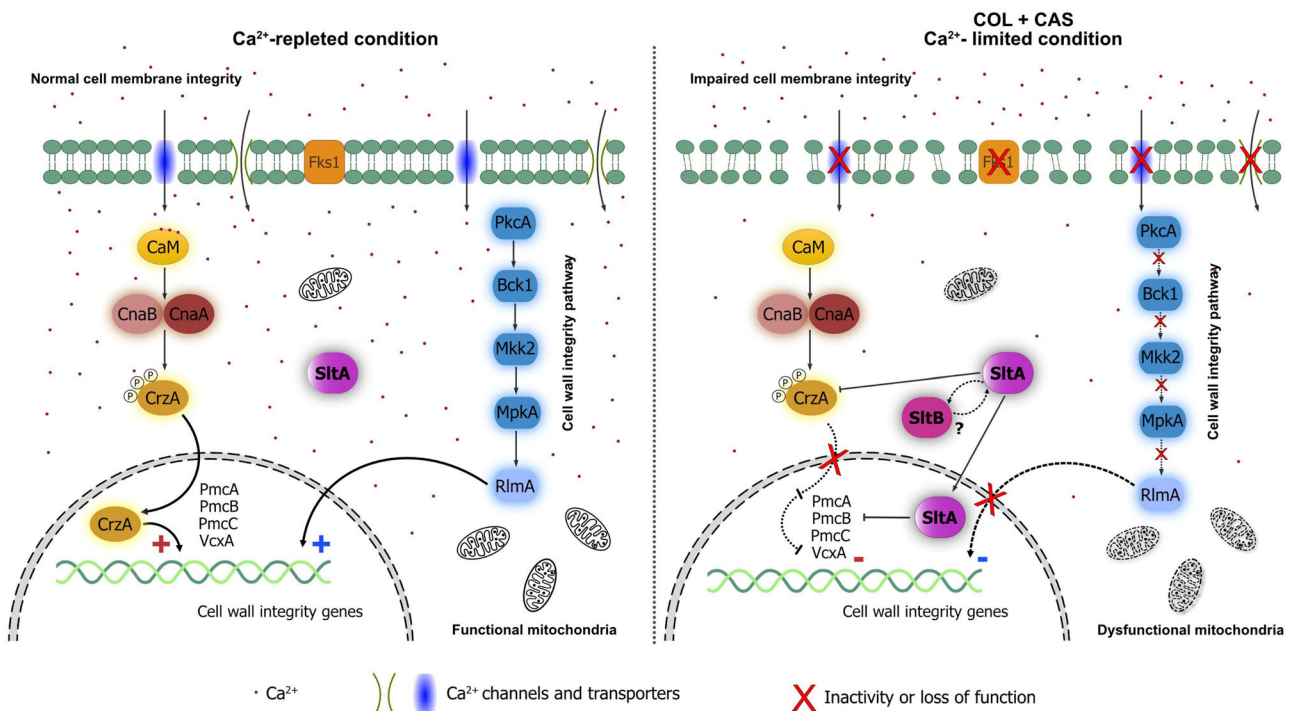 Ca²⁺-repleted condition
Normal cell membrane integrity
Fks1
CaM
CnaB
CnaA
P
P
P
CrzA
SltA
PkcA
Bck1
Mkk2
MpkA
RlmA
Cell wall integrity pathway
CrzA
PmcA
PmcB
PmcC
VcxA
+
+
Cell wall integrity genes
Functional mitochondria
COL + CAS
Ca²⁺- limited condition
Impaired cell membrane integrity
Fks1
CaM
CnaB
CnaA
P
P
P
CrzA
SltA
SltB
?
PkcA
Bck1
Mkk2
MpkA
RlmA
Cell wall integrity pathway
PmcA
PmcB
PmcC
VcxA
SltA
-
-
Cell wall integrity genes
Dysfunctional mitochondria
Ca²⁺
Ca²⁺ channels and transporters
Inactivity or loss of function